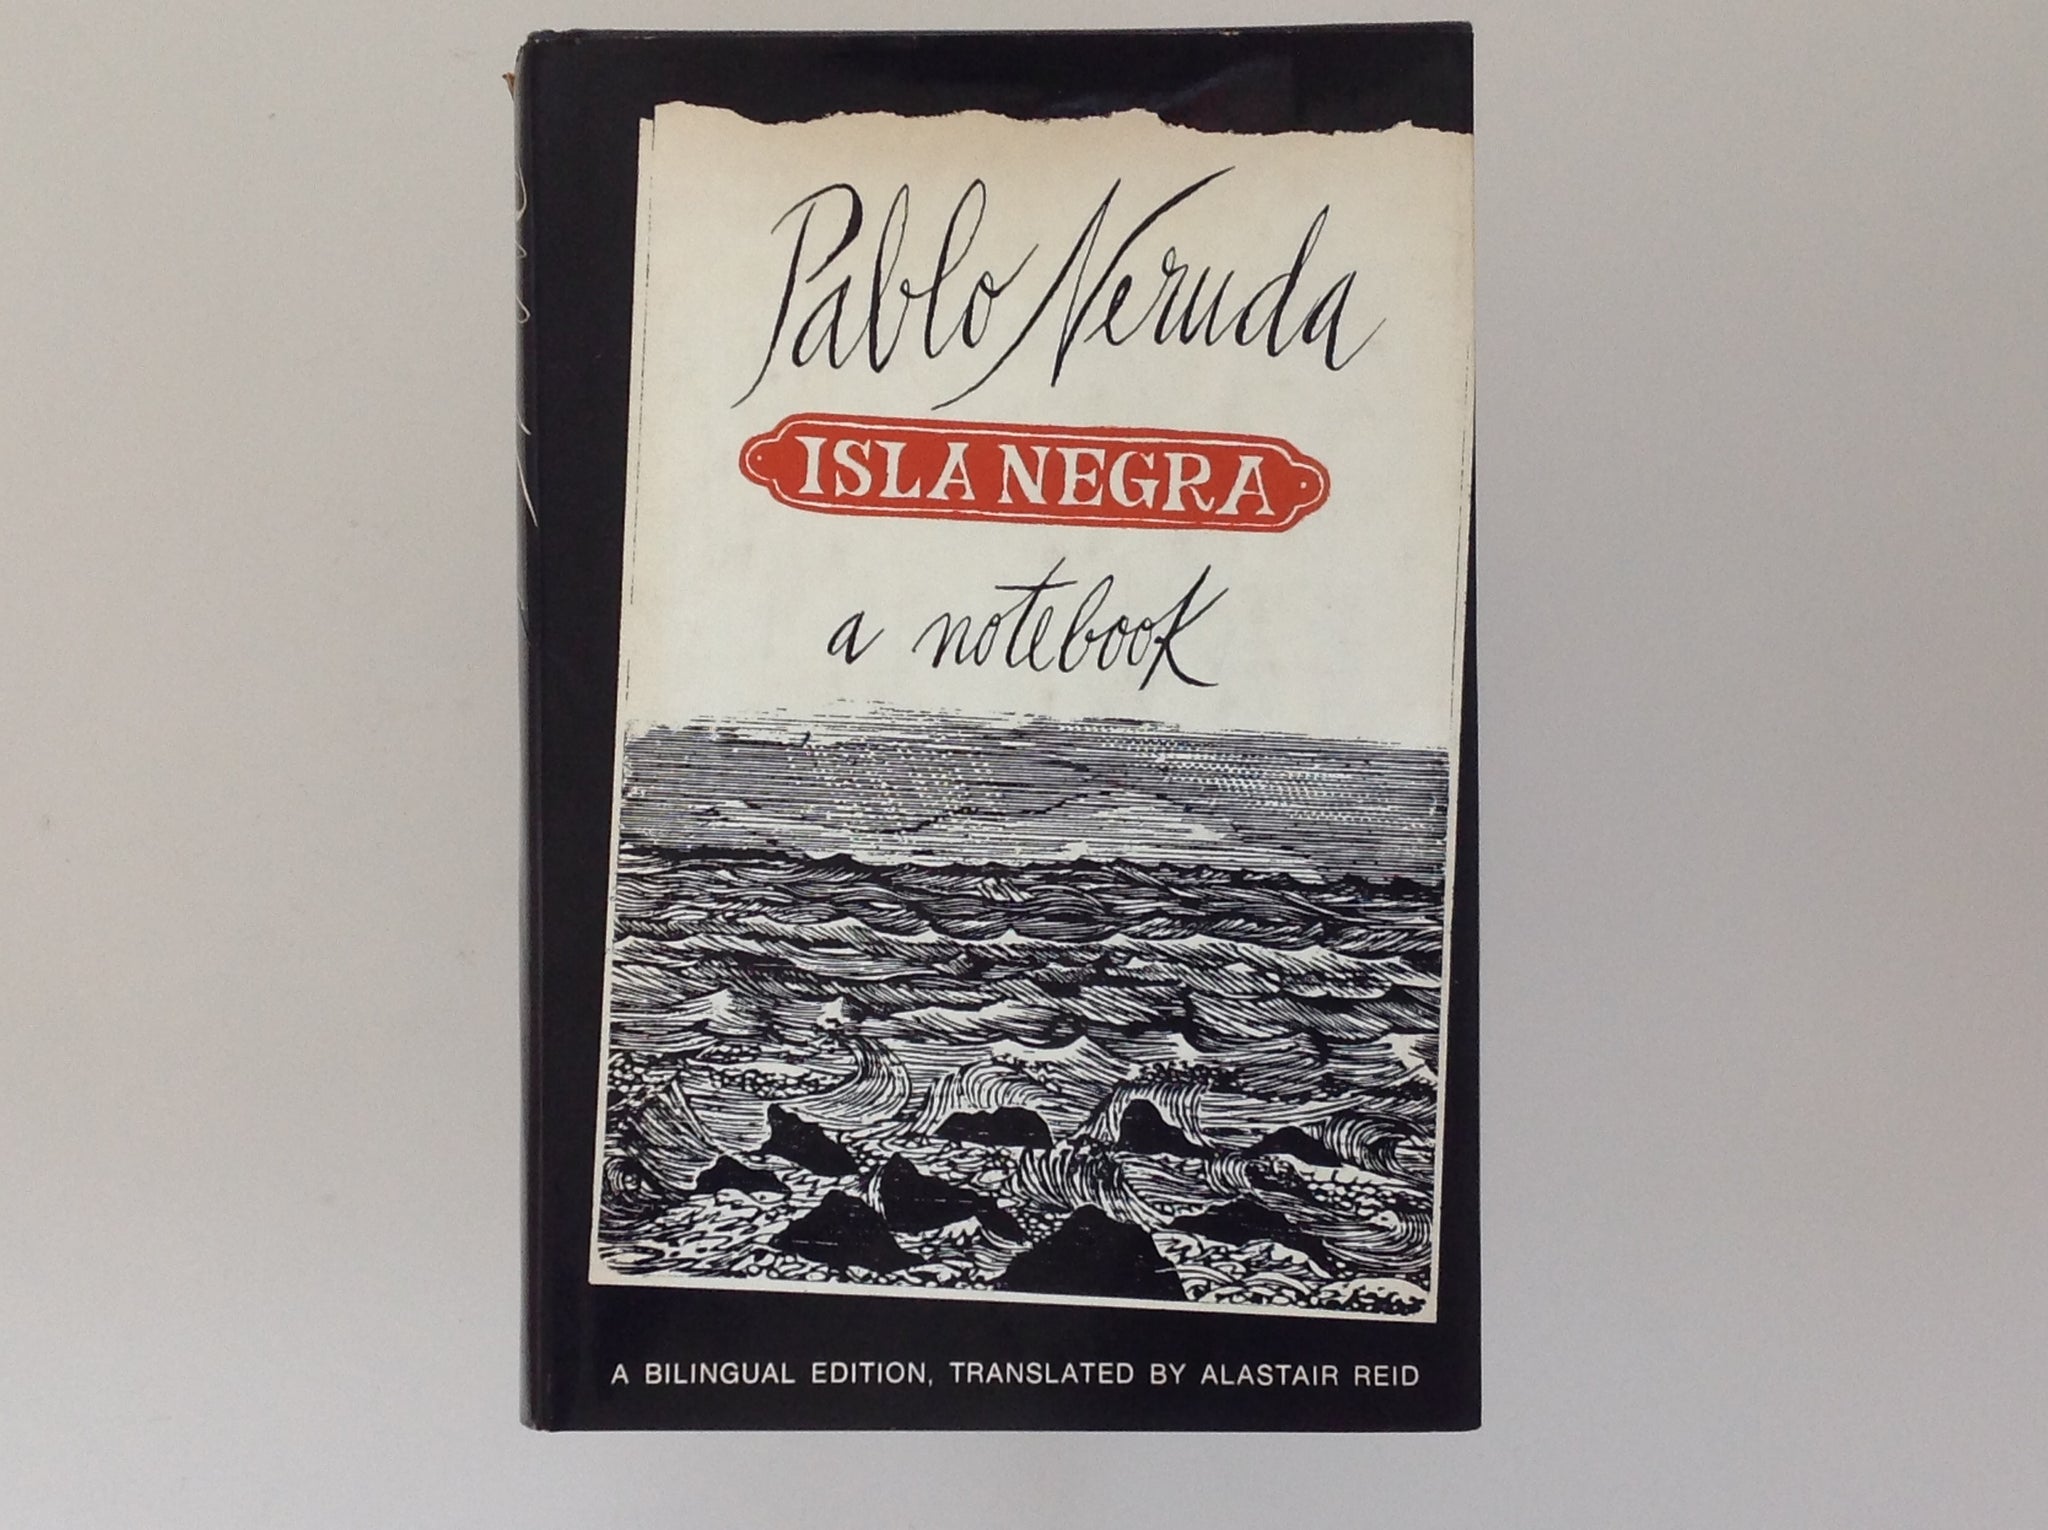 Pablo Neruda
ISLA NEGRA
a notebook
A BILINGUAL EDITION, TRANSLATED BY ALASTAIR REID